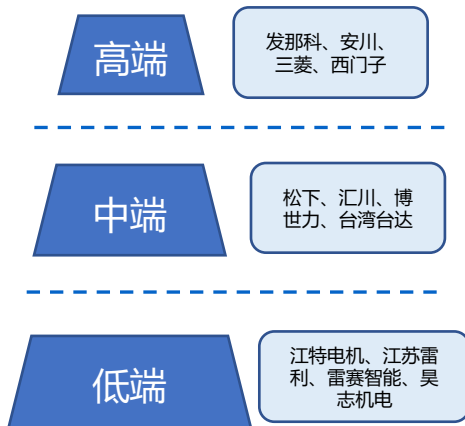 高端
发那科、安川、
三菱、西门子
中端
松下、汇川、博
世力、台湾台达
低端
江特电机、江苏雷
利、雷赛智能、昊
志机电